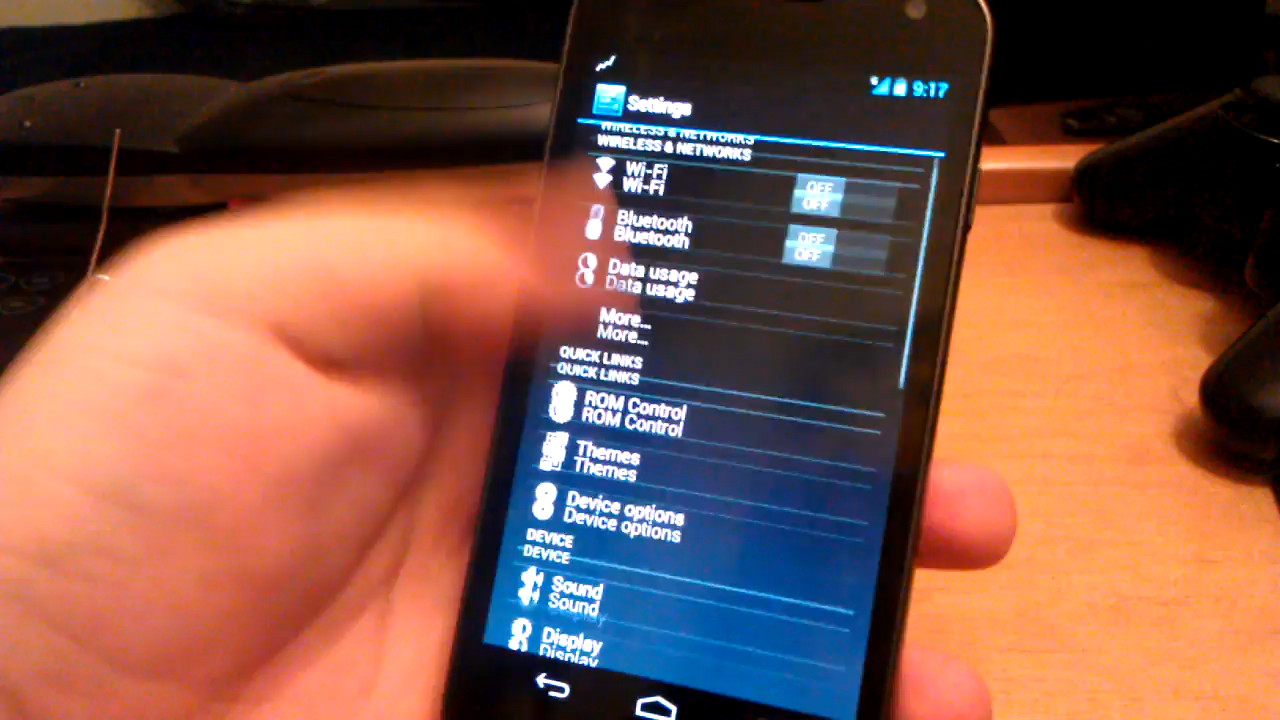 9:17
Settings
WIRELESS & NETWORKS
Wi-Fi
OFF
Bluetooth
OFF
Data usage
More...
QUICK LINKS
ROM Control
Themes
Device options
DEVICE
Sound
Display